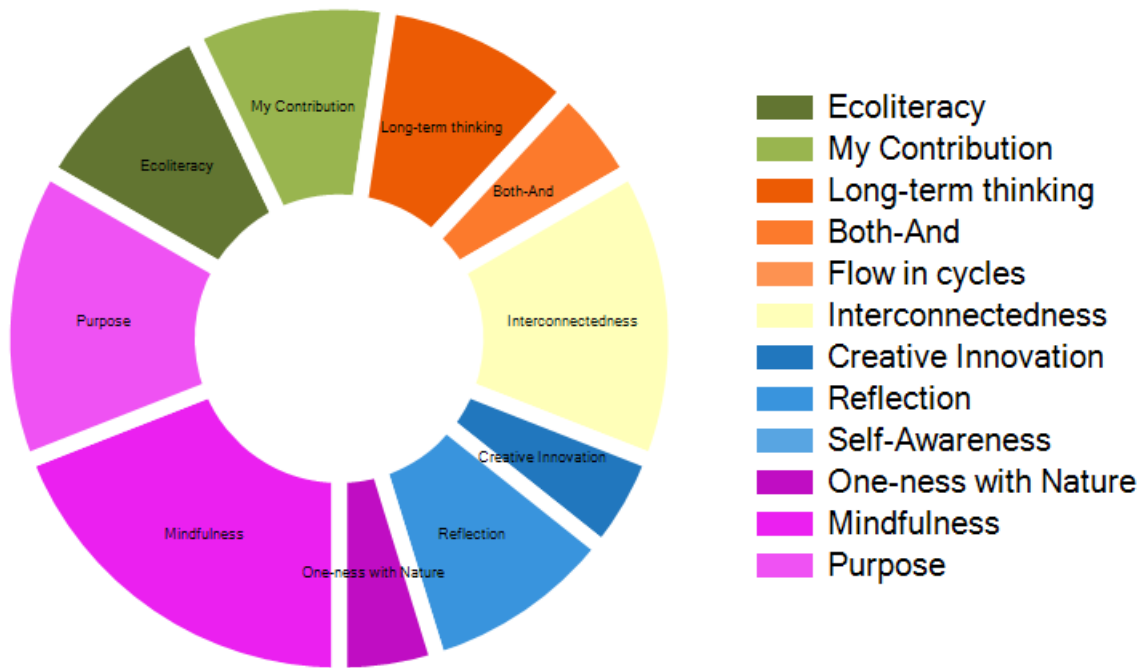 My Contribution
Long-term thinking
Ecoliteracy
Both-And
Purpose
Interconnectedness
Creative Innovation
Mindfulness
Reflection
One-ness with Nature
Ecoliteracy
My Contribution
Long-term thinking
Both-And
Flow in cycles
Interconnectedness
Creative Innovation
Reflection
Self-Awareness
One-ness with Nature
Mindfulness
Purpose